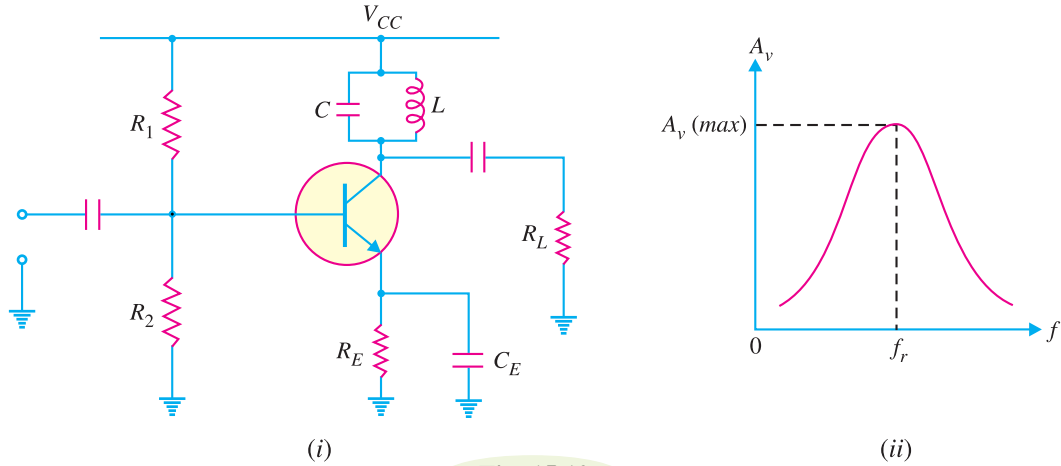 V_CC
C
L
R_1
R_L
R_2
R_E
C_E
(i)
A_v
A_v (max)
0
f_r
f
(ii)